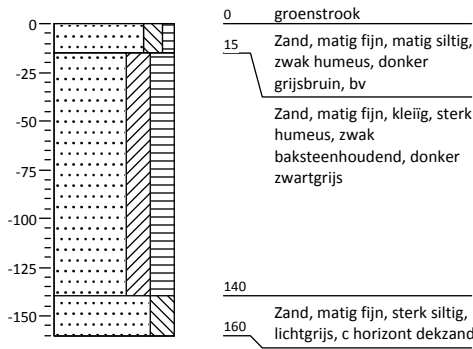 0
-25
-50
-75
-100
-125
-150
0 groenstrook
15 Zand, matig fijn, matig siltig,
zwak humeus, donker
grijsbruin, bv
Zand, matig fijn, kleiïg, sterk
humeus, zwak
baksteenhoudend, donker
zwartgrijs
140
Zand, matig fijn, sterk siltig,
160 lichtgrijs, c horizont dekzand